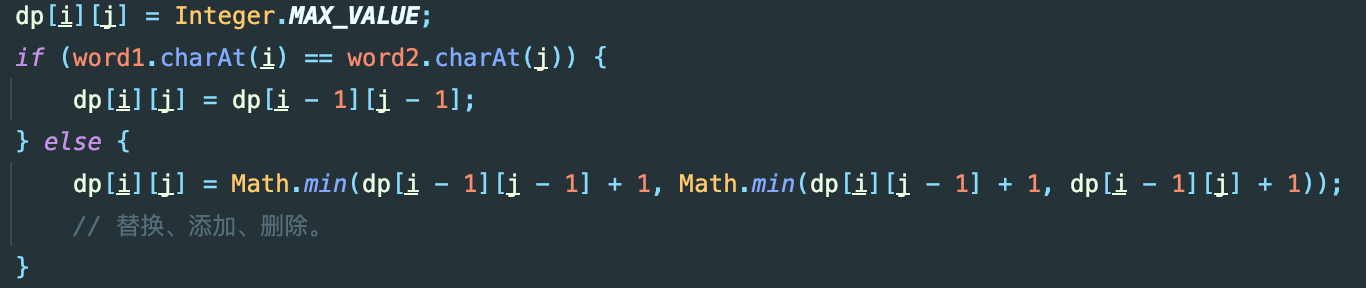 dp[i][j] = Integer.MAX_VALUE;
if (word1.charAt(i) == word2.charAt(j)) {
    dp[i][j] = dp[i - 1][j - 1];
} else {
    dp[i][j] = Math.min(dp[i - 1][j - 1] + 1, Math.min(dp[i][j - 1] + 1, dp[i - 1][j] + 1));
    // 替换、添加、删除。
}